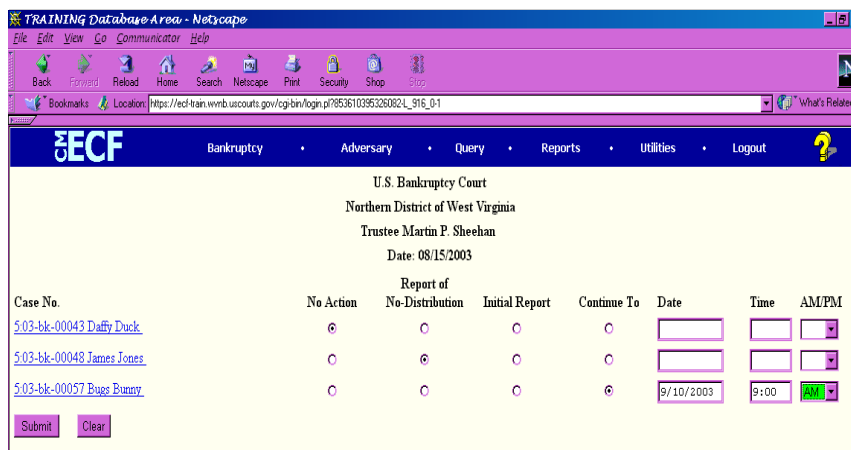 TRAINING Database Area - Netscape
File Edit View Go Communicator Help
Back Forward Reload Home Search Netscape Print Security Shop Stop
Bookmarks Location: https://ecf-train.wvnb.uscourts.gov/cgi-bin/login.pl?853610395326082-L_916_0-1 What's Relate
CM ECF Bankruptcy • Adversary • Query • Reports • Utilities • Logout ?
U.S. Bankruptcy Court
Northern District of West Virginia
Trustee Martin P. Sheehan
Date: 08/15/2003
Case No. No Action Report of No-Distribution Initial Report Continue To Date Time AM/PM
5:03-bk-00043 Daffy Duck
5:03-bk-00048 James Jones
5:03-bk-00057 Bugs Bunny 9/10/2003 9:00 AM
Submit Clear